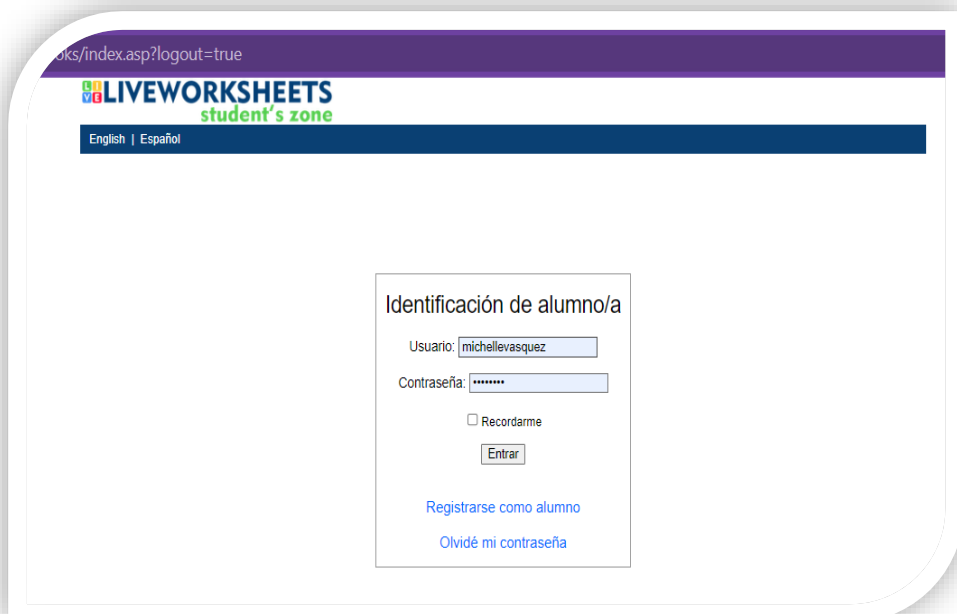 oks/index.asp?logout=true
LIVE LIVEWORKSHEETS
student's zone
English | Español
Identificación de alumno/a
Usuario: michellevasquez
Contraseña: ••••••••
Recordarme
Entrar
Registrarse como alumno
Olvidé mi contraseña